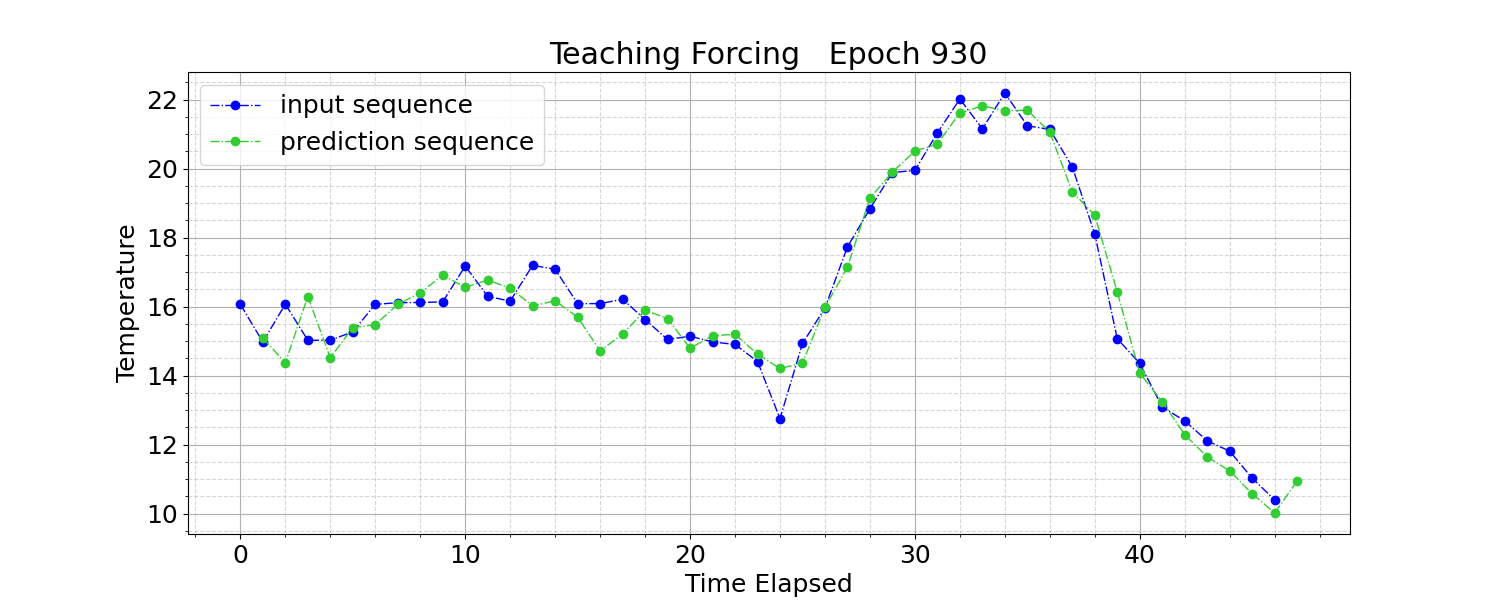 Teaching Forcing   Epoch 930
input sequence
prediction sequence
Temperature
22
20
18
16
14
12
10
0 10 20 30 40
Time Elapsed